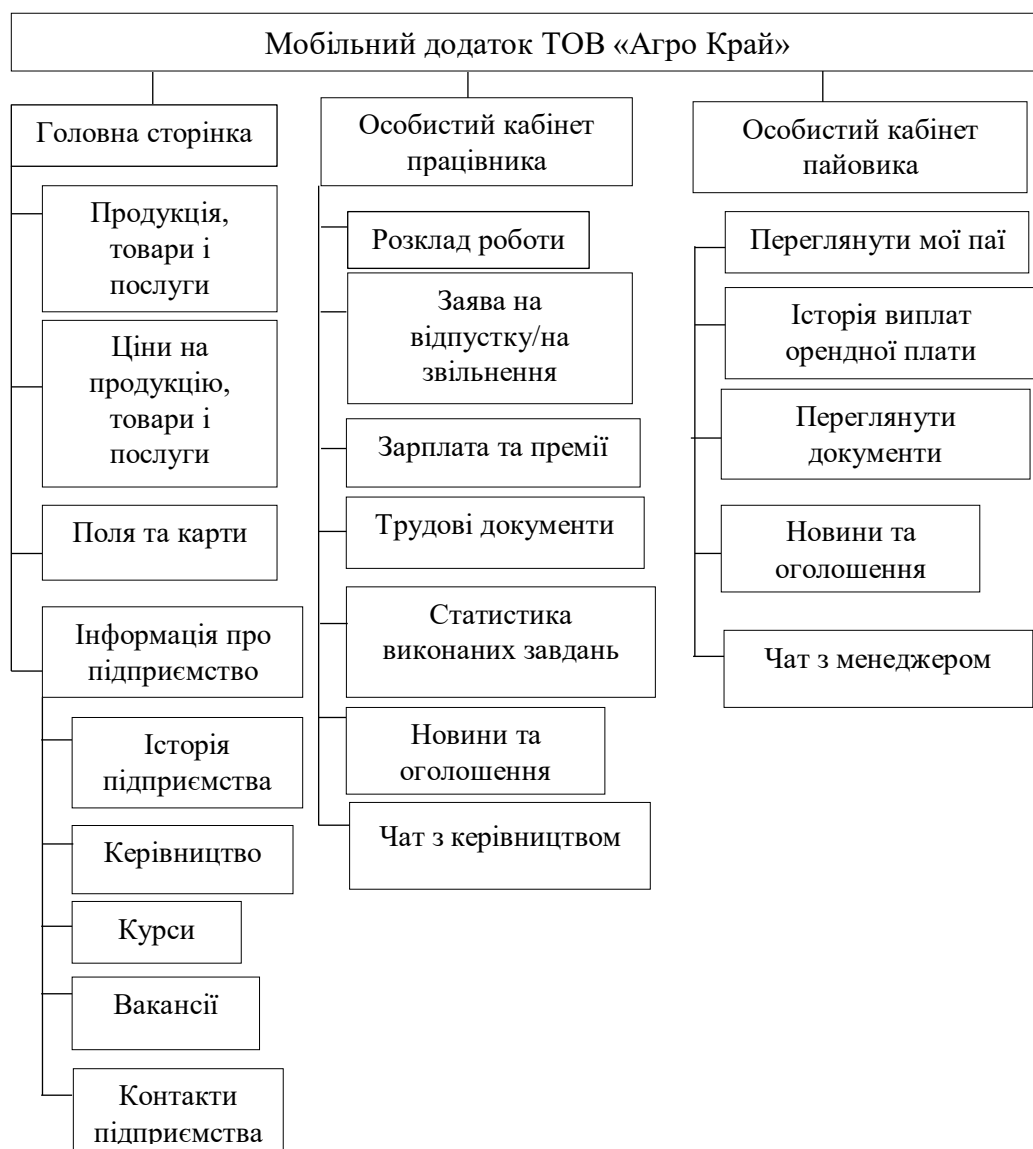 Мобільний додаток ТОВ «Агро Край»
Головна сторінка
Продукція,
товари і
послуги
Ціни на
продукцію,
товари і
послуги
Поля та карти
Інформація про
підприємство
Історія
підприємства
Керівництво
Курси
Вакансії
Контакти
підприємства
Особистий кабінет
працівника
Розклад роботи
Заява на
відпустку/на
звільнення
Зарплата та премії
Трудові документи
Статистика
виконаних завдань
Новини та
оголошення
Чат з керівництвом
Особистий кабінет
пайовика
Переглянути мої паї
Історія виплат
орендної плати
Переглянути
документи
Новини та
оголошення
Чат з менеджером